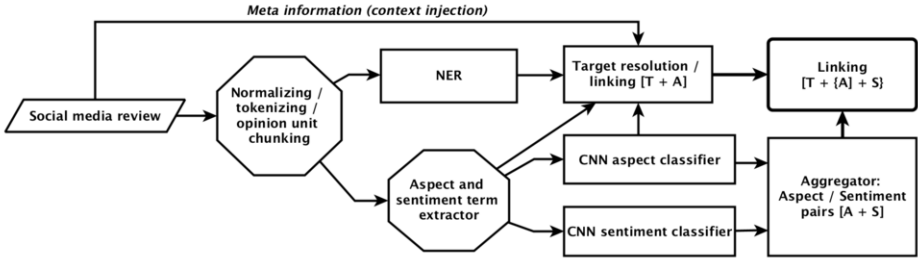 Meta information (context injection)
Social media review
Normalizing /
tokenizing /
opinion unit
chunking
NER
Target resolution /
linking [T + A]
Linking
[T + {A] + S}
Aspect and
sentiment term
extractor
CNN aspect classifier
CNN sentiment classifier
Aggregator:
Aspect / Sentiment
pairs [A + S]